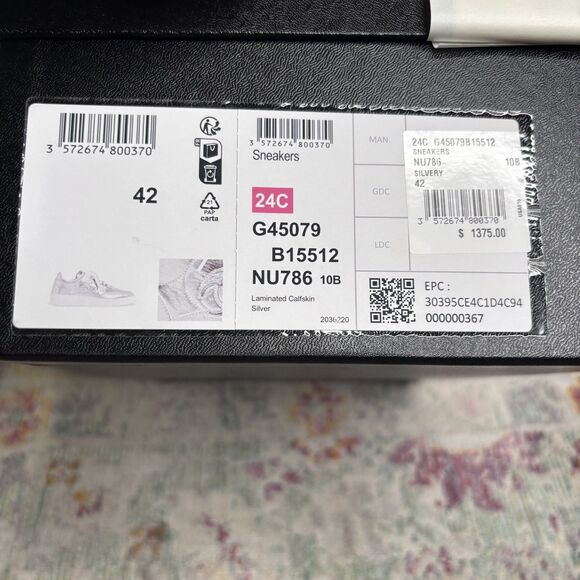 3 572674 800370
42
21
PAP
carta
3 572674 800370
Sneakers
24C
G45079
B15512
NU786 10B
Laminated Calfskin
Silver
2036220
MAN.
GDC
LDC
24C G45079B15512
SNEAKERS
NU786- 10B
SILVERY
42
3 572674 800370
$ 1375.00
EPC :
30395CE4C1D4C94
000000367